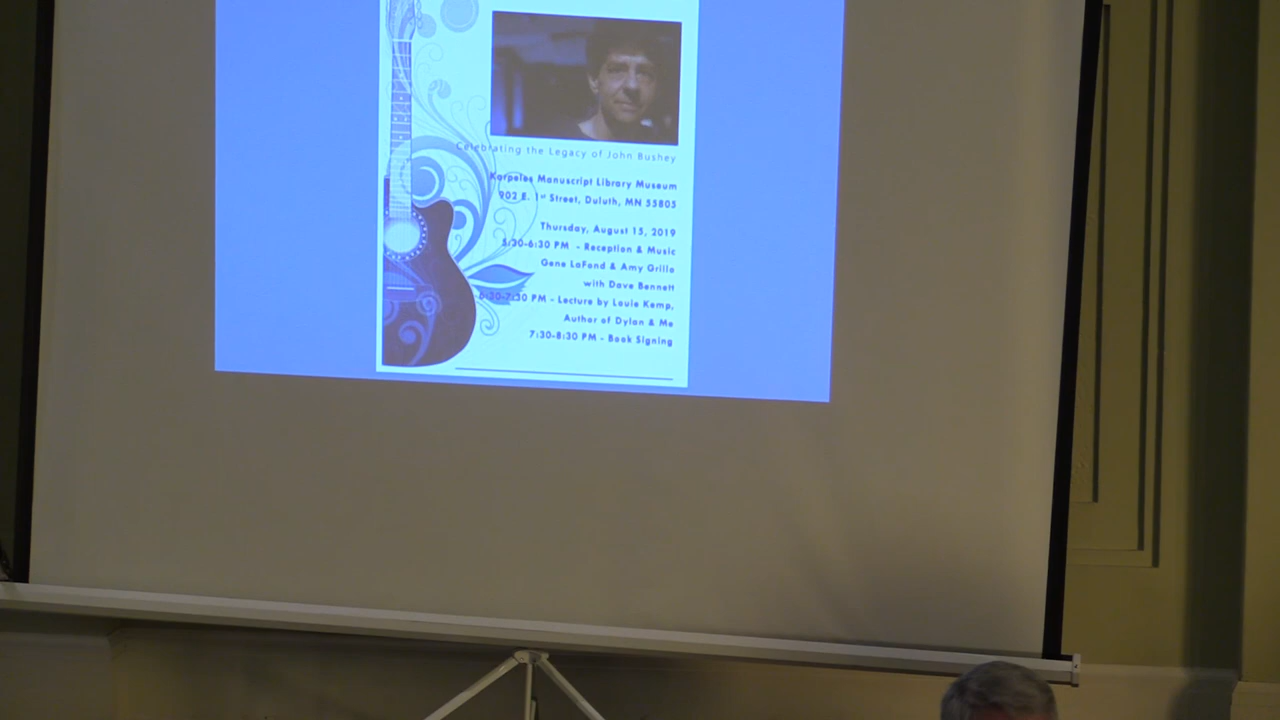 Celebrating the Legacy of John Bushey
Karpeles Manuscript Library Museum
902 E. 1st Street, Duluth, MN 55805
Thursday, August 15, 2019
5:30-6:30 PM - Reception & Music
Gene LaFond & Amy Grillo
with Dave Bennett
6:30-7:30 PM - Lecture by Louie Kemp,
Author of Dylan & Me
7:30-8:30 PM - Book Signing